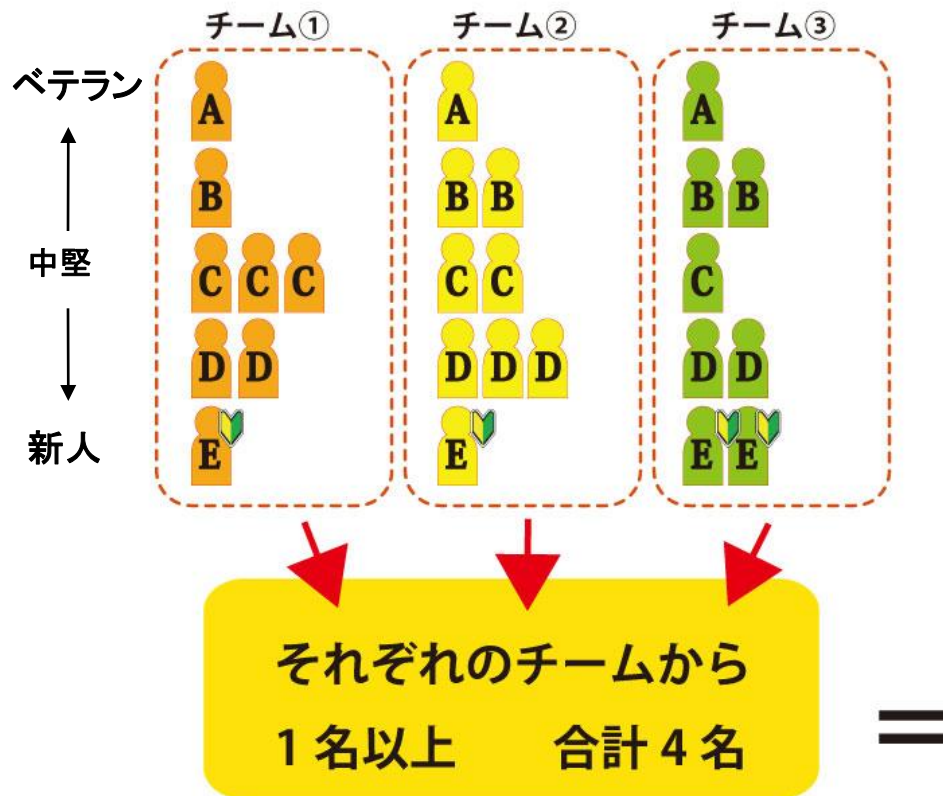 チーム① チーム② チーム③
ベテラン A A A
B B B B B
中堅 C C C C C C
D D D D D D D
新人 E E E E
それぞれのチームから
1名以上 合計4名
＝